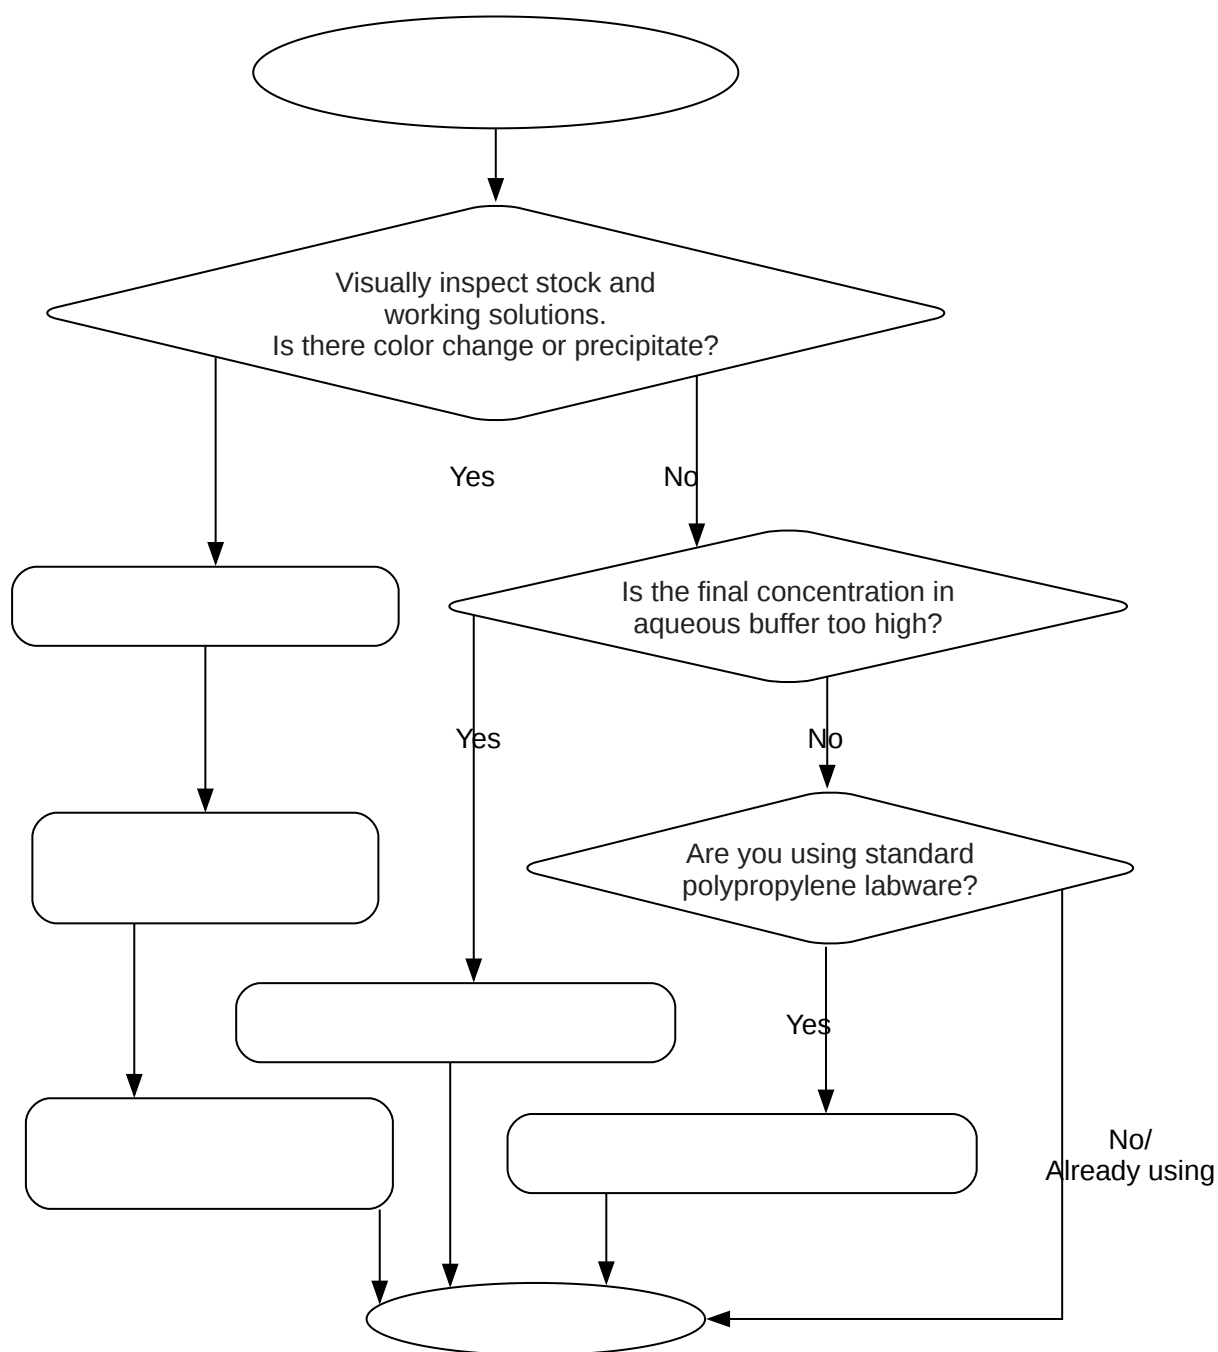 Visually inspect stock and
working solutions.
Is there color change or precipitate?
Yes
No
Is the final concentration in
aqueous buffer too high?
Yes
No
Are you using standard
polypropylene labware?
Yes
No/
Already using